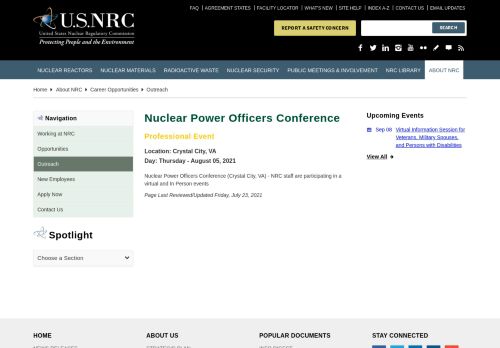 FAQ | AGREEMENT STATES | FACILITY LOCATOR | WHAT'S NEW | SITE HELP | INDEX A-Z | CONTACT US | EMAIL UPDATES
U.S.NRC
United States Nuclear Regulatory Commission
Protecting People and the Environment
REPORT A SAFETY CONCERN
SEARCH
NUCLEAR REACTORS
NUCLEAR MATERIALS
RADIOACTIVE WASTE
NUCLEAR SECURITY
PUBLIC MEETINGS & INVOLVEMENT
NRC LIBRARY
ABOUT NRC
Home
About NRC
Career Opportunities
Outreach
Navigation
Working at NRC
Opportunities
Outreach
New Employees
Apply Now
Contact Us
Spotlight
Choose a Section
Nuclear Power Officers Conference
Professional Event
Location: Crystal City, VA
Day: Thursday - August 05, 2021
Nuclear Power Officers Conference (Crystal City, VA) - NRC staff are participating in a
virtual and In Person events
Page Last Reviewed/Updated Friday, July 23, 2021
Upcoming Events
Sep 08
Virtual Information Session for
Veterans, Military Spouses,
and Persons with Disabilities
View All
HOME
ABOUT US
POPULAR DOCUMENTS
STAY CONNECTED